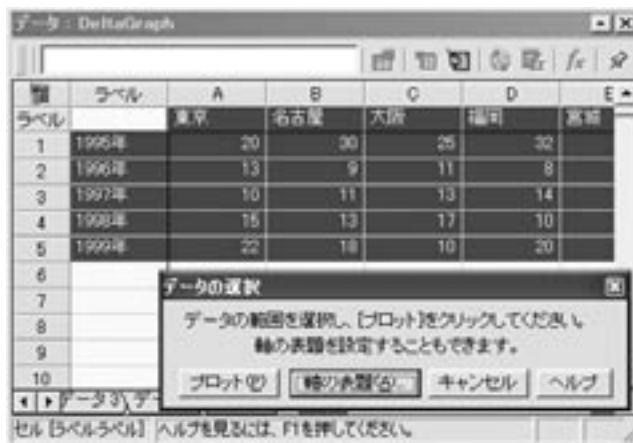 データ : DeltaGraph
fx
ラベル A B C D E
ラベル 東京 名古屋 大阪 福岡 宮崎
1 1995年 20 30 25 32
2 1996年 13 9 11 8
3 1997年 10 11 13 14
4 1998年 15 13 17 10
5 1999年 22 18 10 20
6
7
8
9
10
データの選択
データの範囲を選択し、[プロット]をクリックしてください。
軸の表題を設定することもできます。
プロット(P) 軸の表題(A)... キャンセル ヘルプ
データ3 デー
セル [ラベル:ラベル] ヘルプを見るには、F1を押してください。